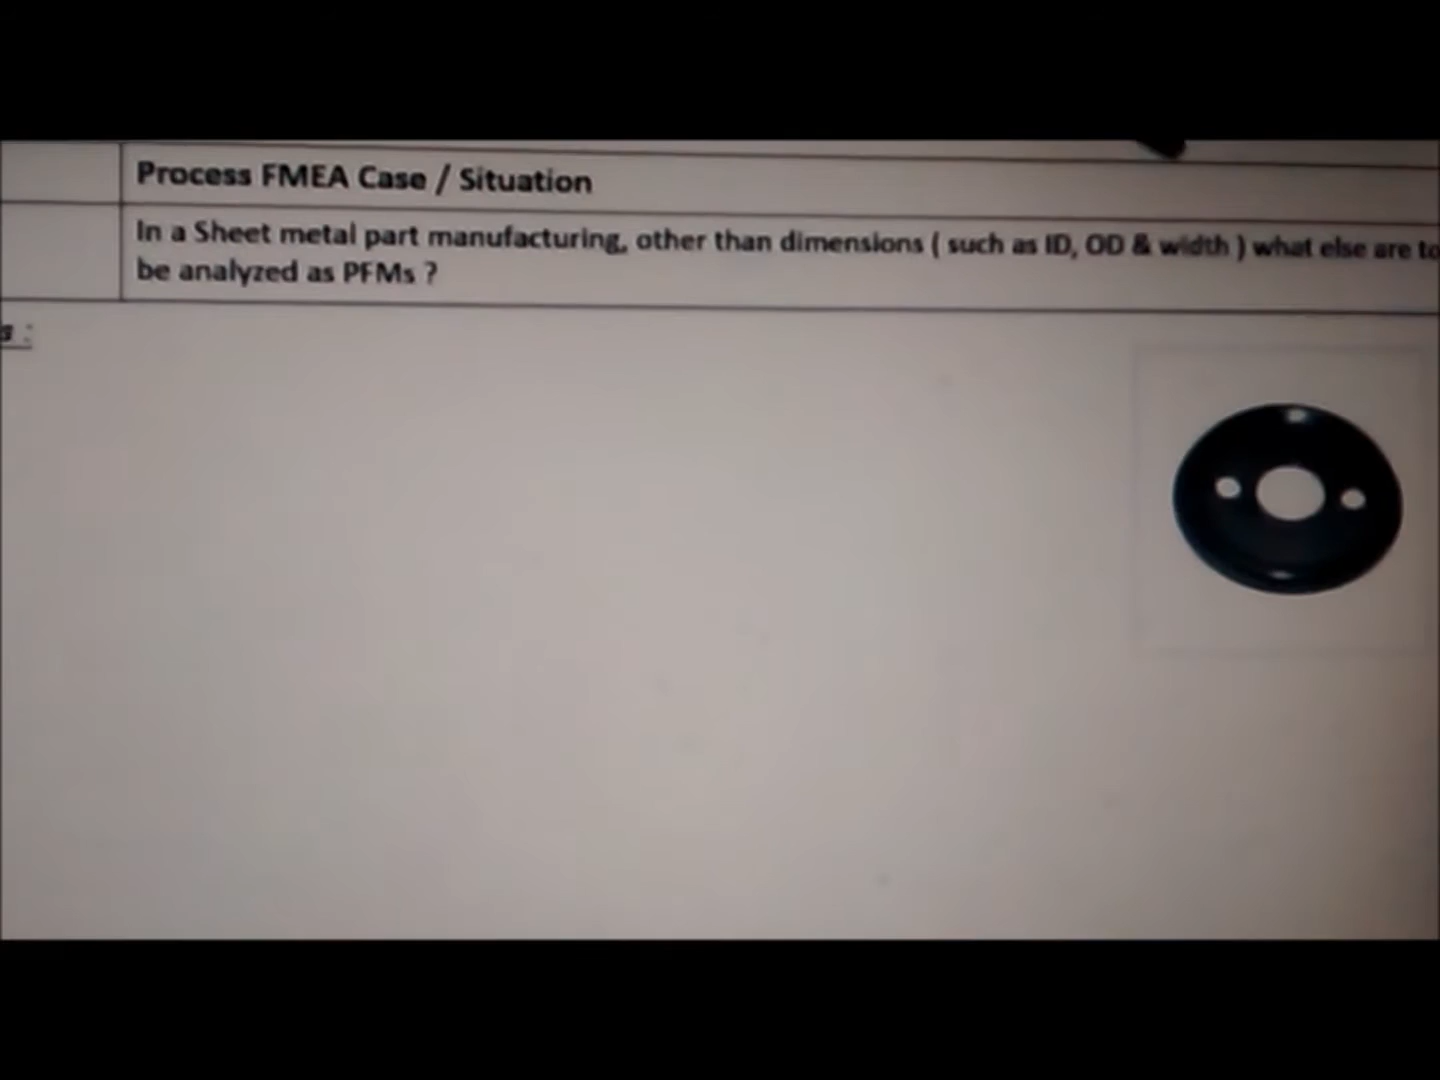 Process FMEA Case / Situation
In a Sheet metal part manufacturing, other than dimensions ( such as ID, OD & width ) what else are to
be analyzed as PFMs ?
s :